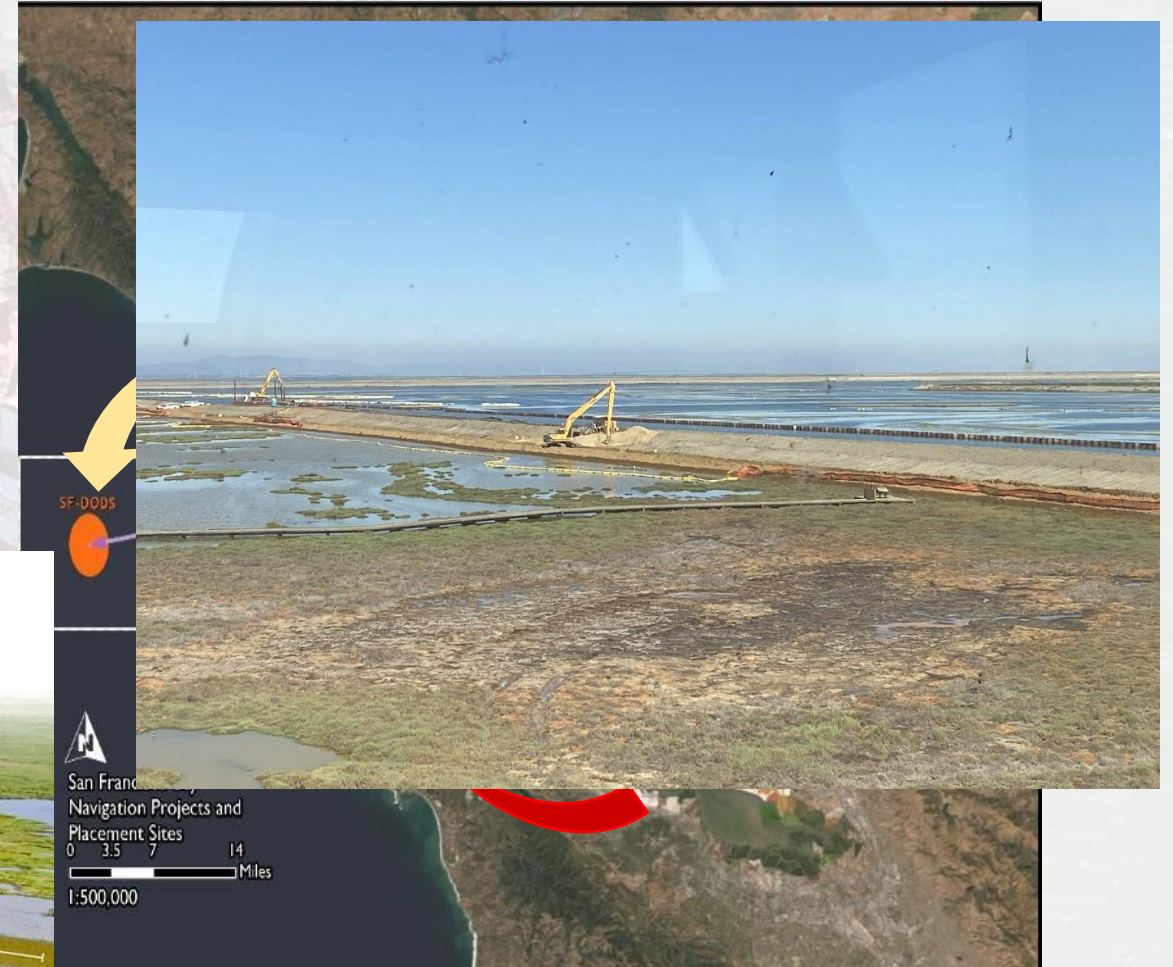 SF-DODS
N
San Franc
Navigation Projects and
Placement Sites
0 3.5 7 14
Miles
1:500,000